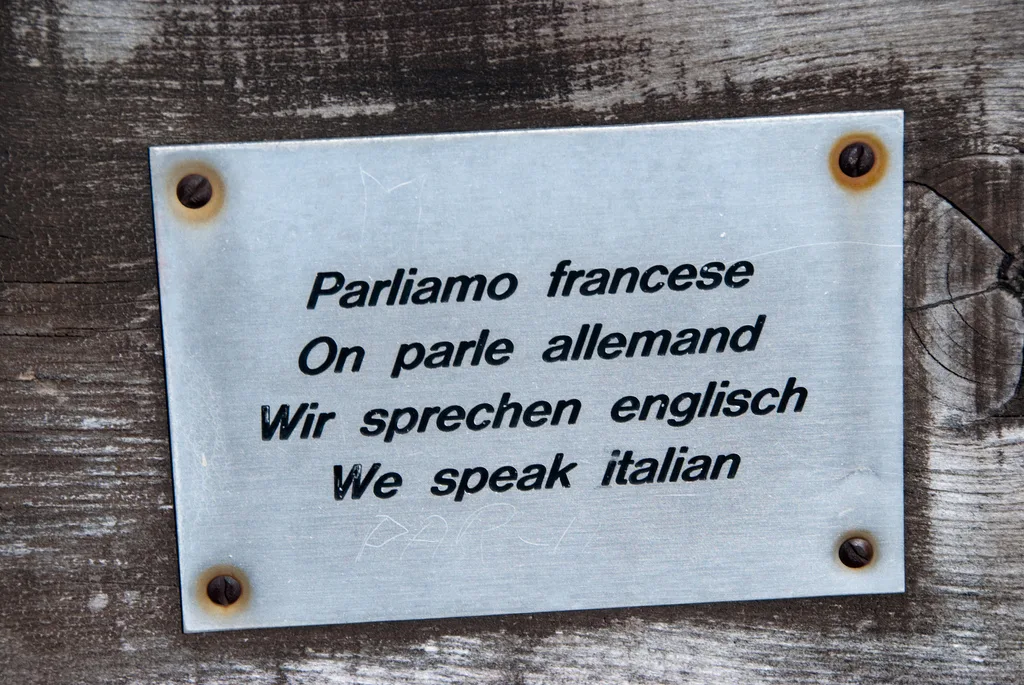 Parliamo francese
On parle allemand
Wir sprechen englisch
We speak italian